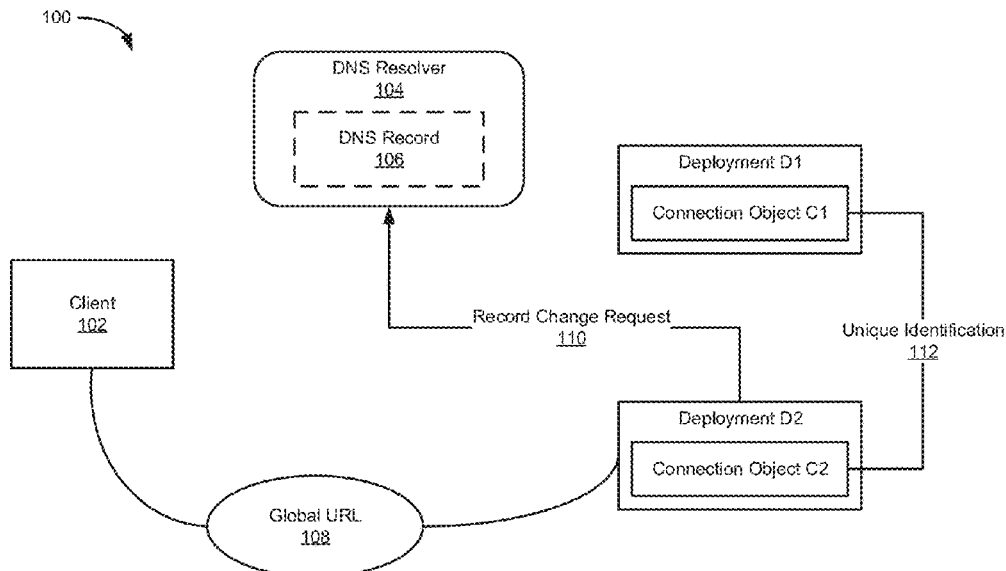 100
DNS Resolver
104
DNS Record
106
Deployment D1
Connection Object C1
Client
102
Record Change Request
110
Unique Identification
112
Deployment D2
Connection Object C2
Global URL
108